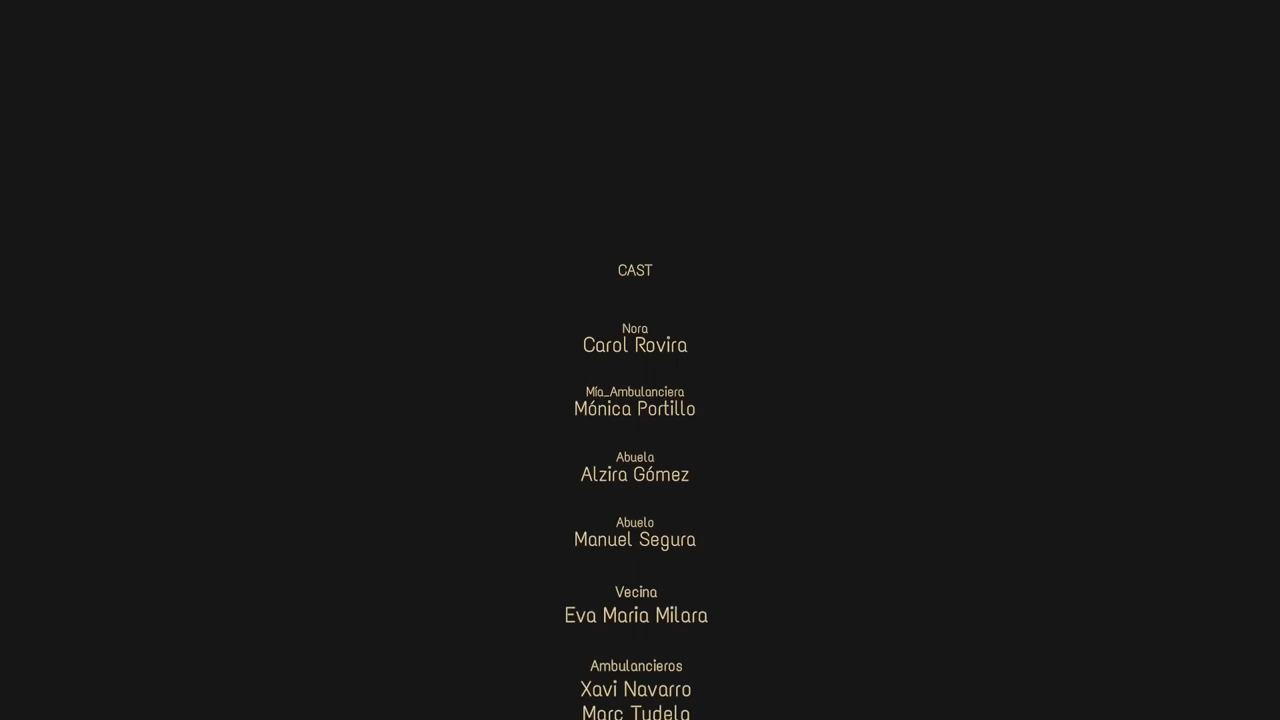 CAST
Nora
Carol Rovira
Mía_Ambulanciera
Mónica Portillo
Abuela
Alzira Gómez
Abuelo
Manuel Segura
Vecina
Eva Maria Milara
Ambulancieros
Xavi Navarro
Marc Tudela